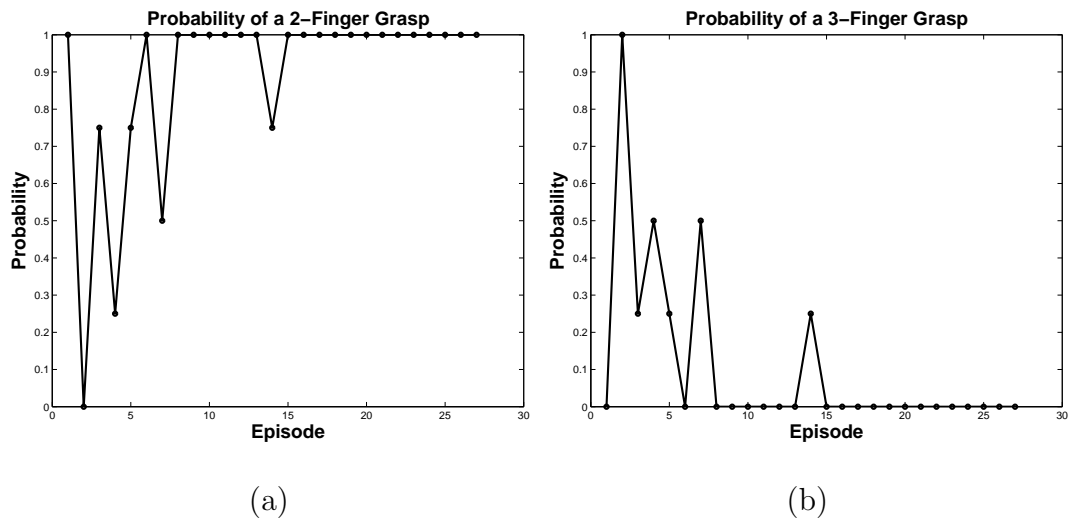 Probability of a 2−Finger Grasp
1
0.9
0.8
0.7
0.6
0.5
0.4
0.3
0.2
0.1
0
Probability
0 5 10 15 20 25 30
Episode
(a)
Probability of a 3−Finger Grasp
1
0.9
0.8
0.7
0.6
0.5
0.4
0.3
0.2
0.1
0
Probability
0 5 10 15 20 25 30
Episode
(b)